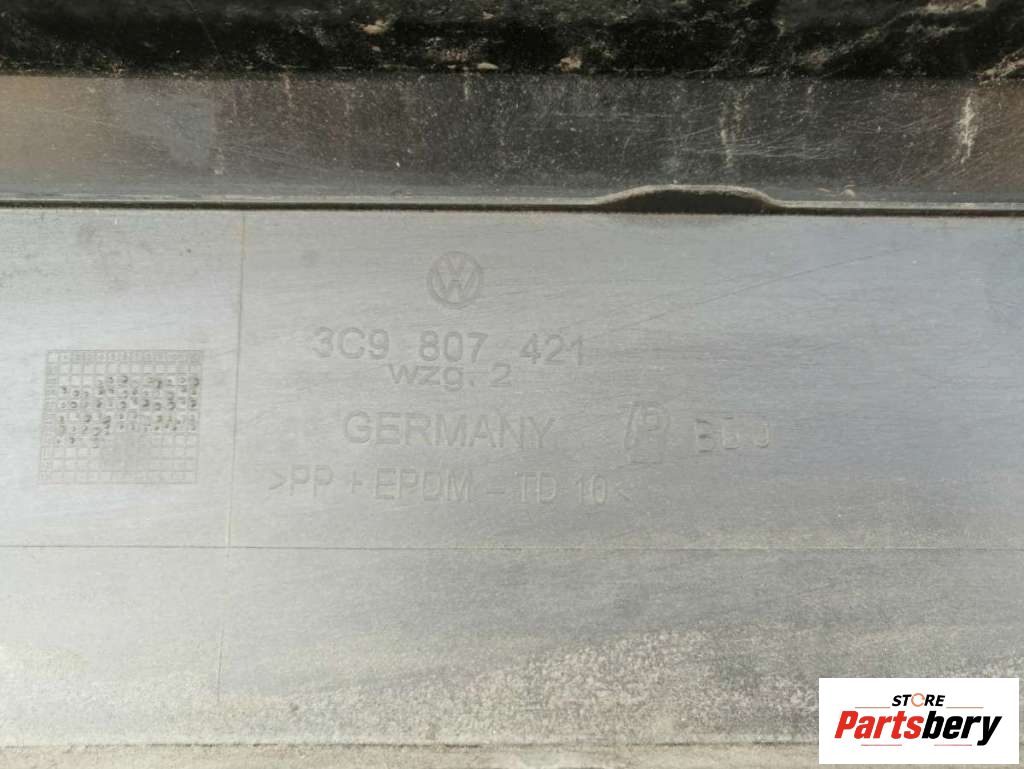 3C9 807 421
wzg. 2
GERMANY
>PP + EPDM - TD 10<
STORE
Partsbery